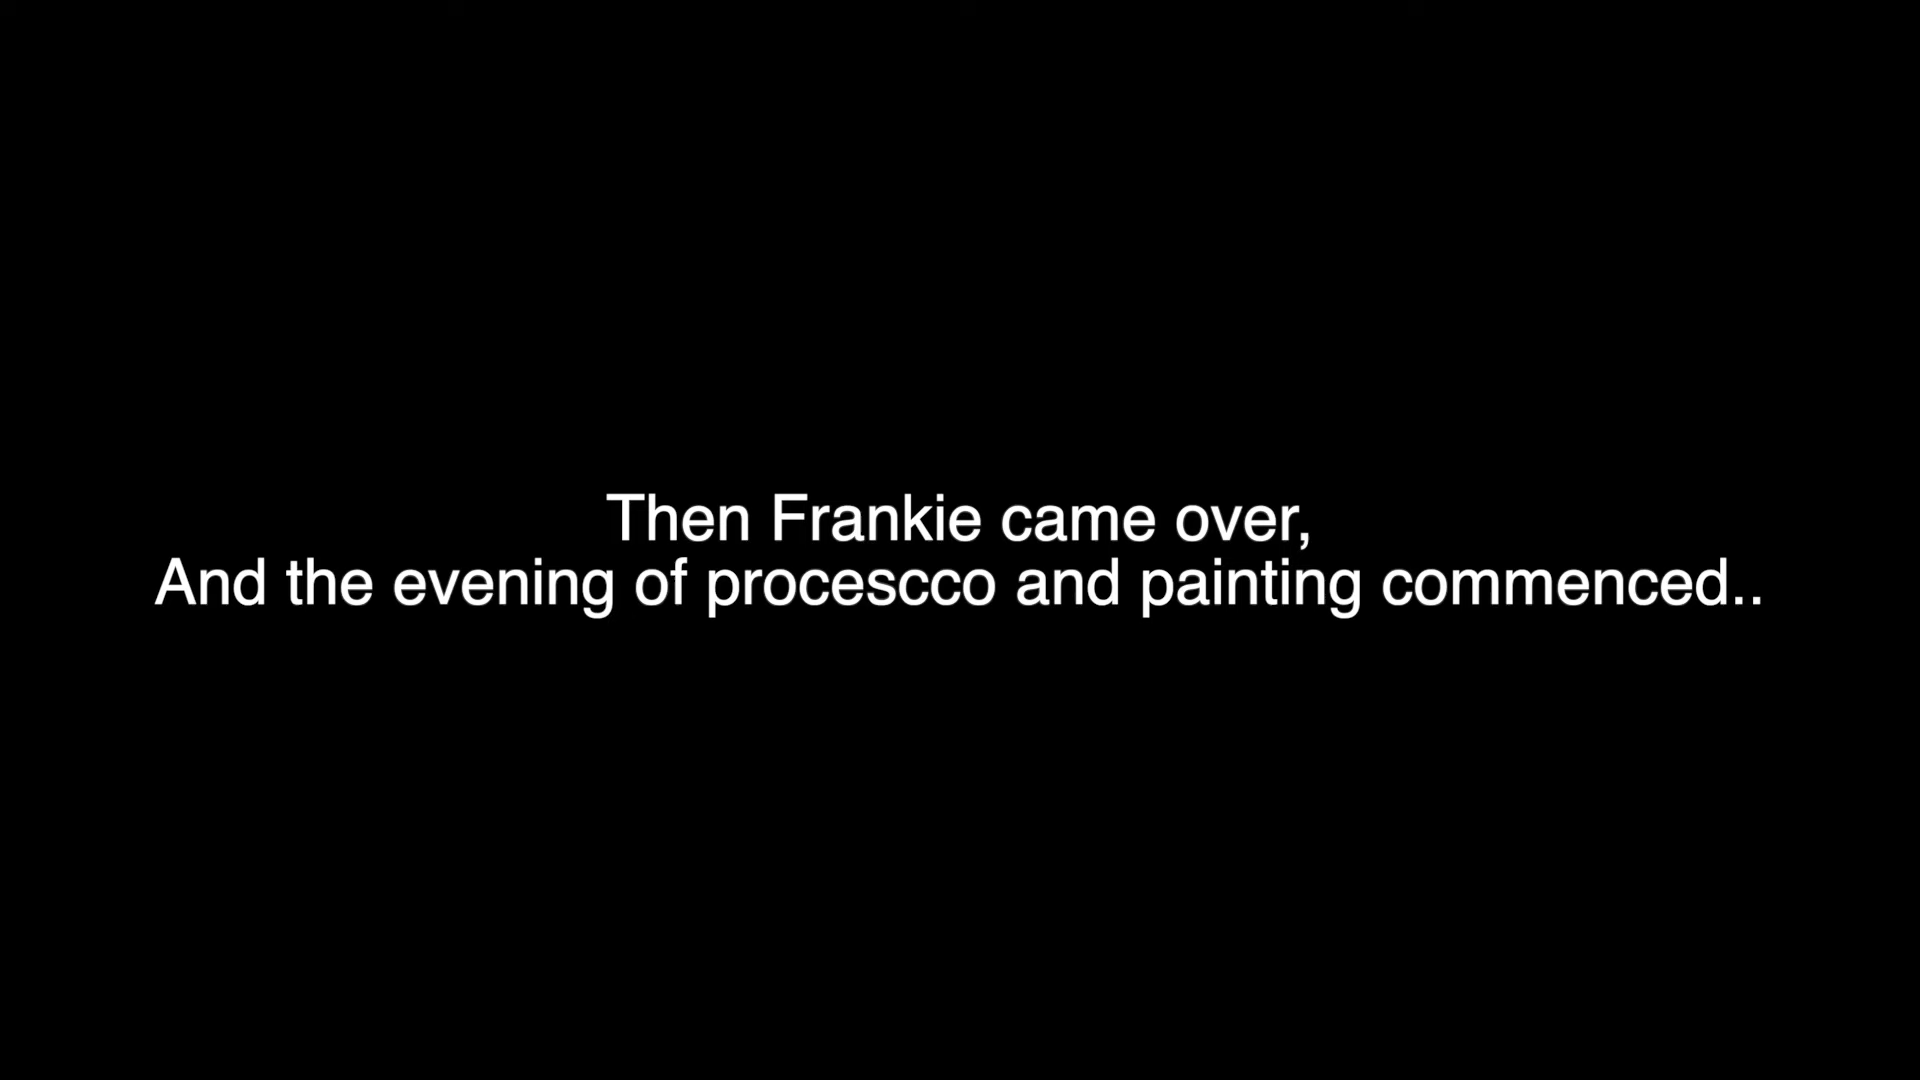 Then Frankie came over,
And the evening of procescco and painting commenced..